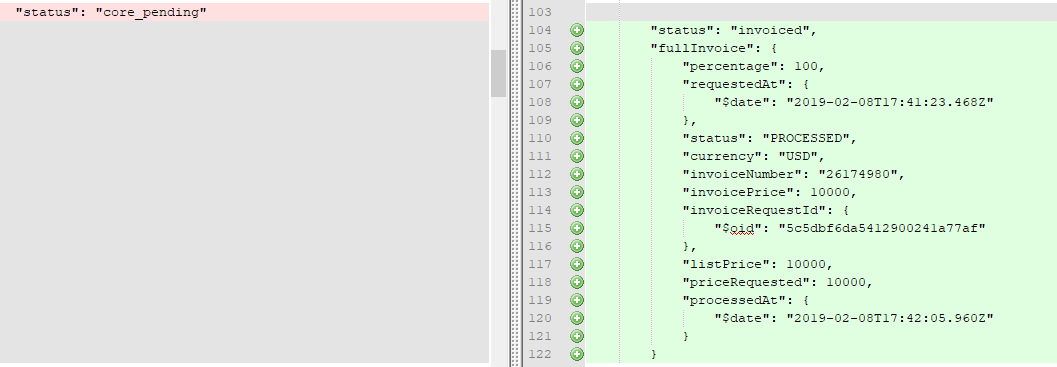 "status": "core_pending"
103
104 "status": "invoiced",
105 "fullInvoice": {
106 "percentage": 100,
107 "requestedAt": {
108 "$date": "2019-02-08T17:41:23.468Z"
109 },
110 "status": "PROCESSED",
111 "currency": "USD",
112 "invoiceNumber": "26174980",
113 "invoicePrice": 10000,
114 "invoiceRequestId": {
115 "$oid": "5c5dbf6da5412900241a77af"
116 },
117 "listPrice": 10000,
118 "priceRequested": 10000,
119 "processedAt": {
120 "$date": "2019-02-08T17:42:05.960Z"
121 }
122 }